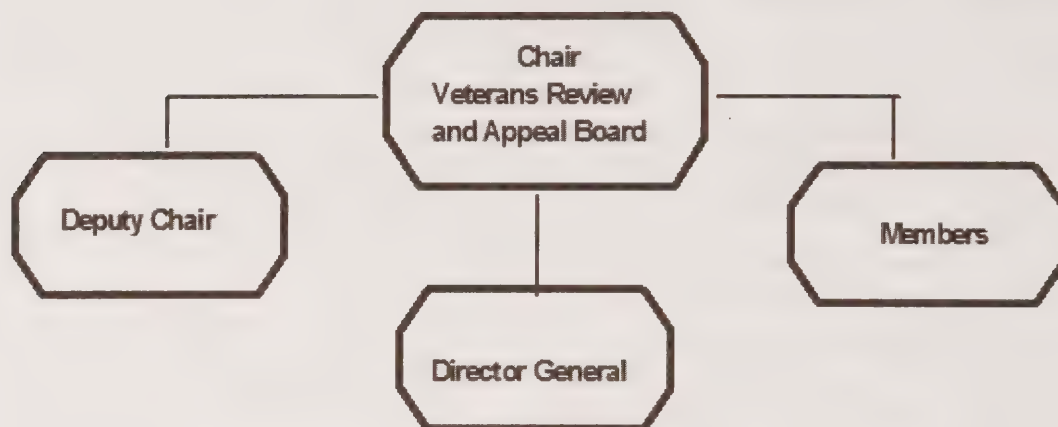 Chair
Veterans Review
and Appeal Board
Deputy Chair
Members
Director General